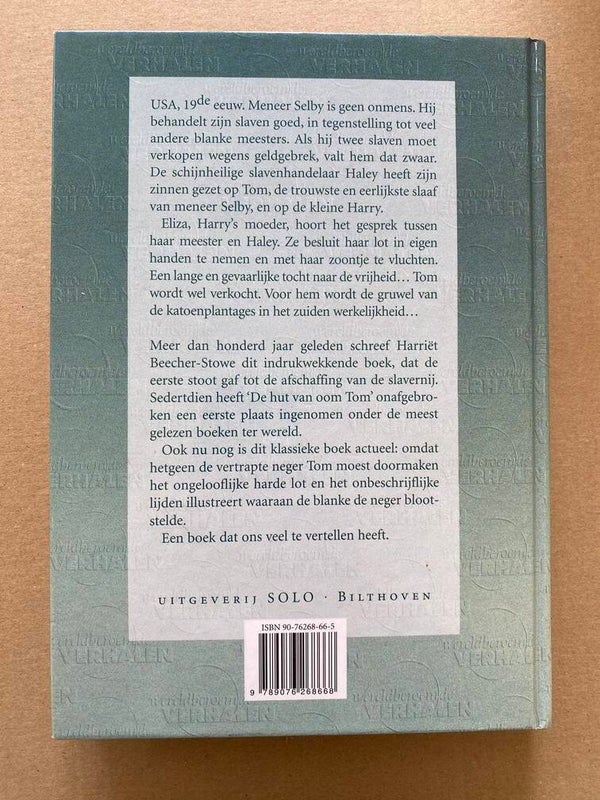 USA, 19de eeuw. Meneer Selby is geen onmens. Hij
behandelt zijn slaven goed, in tegenstelling tot veel
andere blanke meesters. Als hij twee slaven moet
verkopen wegens geldgebrek, valt hem dat zwaar.
De schijnheilige slavenhandelaar Haley heeft zijn
zinnen gezet op Tom, de trouwste en eerlijkste slaaf
van meneer Selby, en op de kleine Harry.
Eliza, Harry's moeder, hoort het gesprek tussen
haar meester en Haley. Ze besluit haar lot in eigen
handen te nemen en met haar zoontje te vluchten.
Een lange en gevaarlijke tocht naar de vrijheid... Tom
wordt wel verkocht. Voor hem wordt de gruwel van
de katoenplantages in het zuiden werkelijkheid...
Meer dan honderd jaar geleden schreef Harriët
Beecher-Stowe dit indrukwekkende boek, dat de
eerste stoot gaf tot de afschaffing van de slavernij.
Sedertdien heeft 'De hut van oom Tom' onafgebro-
ken een eerste plaats ingenomen onder de meest
gelezen boeken ter wereld.
Ook nu nog is dit klassieke boek actueel: omdat
hetgeen de vertrapte neger Tom moest doormaken
het ongelooflijke harde lot en het onbeschrijflijke
lijden illustreert waaraan de blanke de neger bloot-
stelde.
Een boek dat ons veel te vertellen heeft.
UITGEVERIJ SOLO · BILTHOVEN
ISBN 90-76268-66-5
9 789076 268668
wereldberoemde
VERHALEN